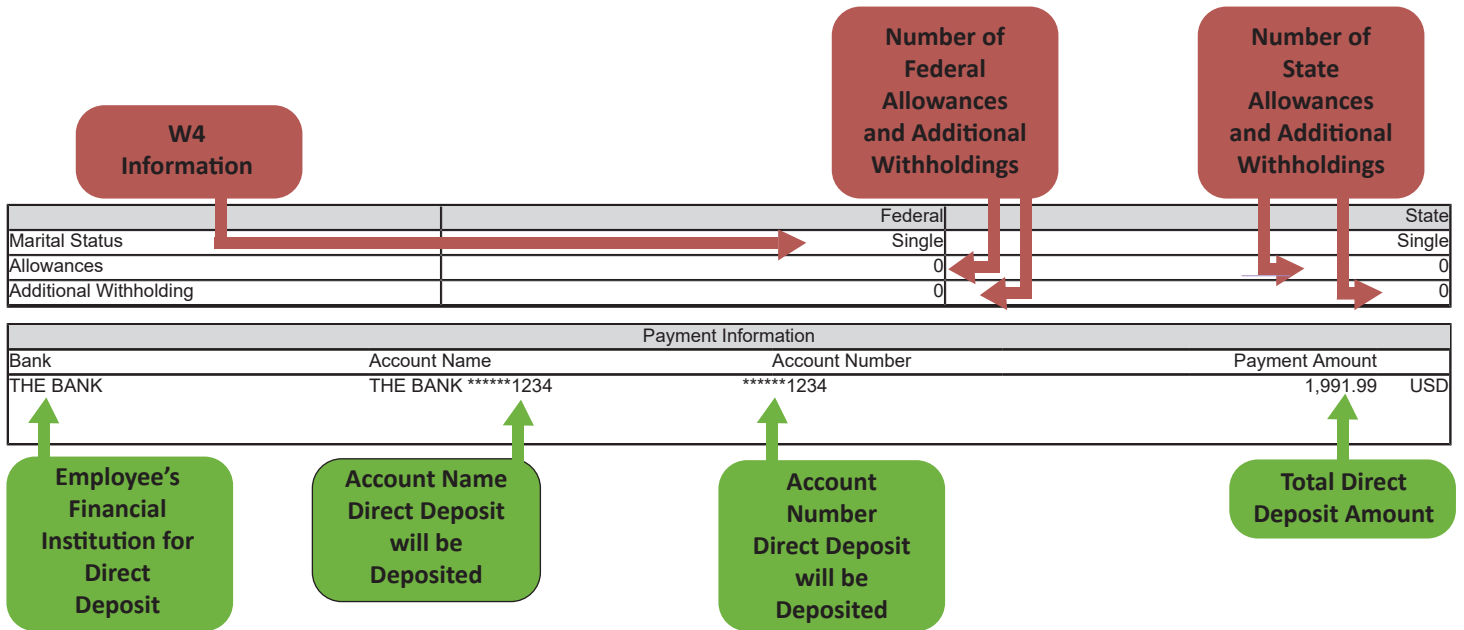 Number of
Federal
Allowances
and Additional
Withholdings
Number of
State
Allowances
and Additional
Withholdings
W4
Information
Federal State
Marital Status Single Single
Allowances 0 0
Additional Withholding 0 0
Payment Information
Bank Account Name Account Number Payment Amount
THE BANK THE BANK ******1234 ******1234 1,991.99 USD
Employee’s
Financial
Institution for
Direct
Deposit
Account Name
Direct Deposit
will be
Deposited
Account
Number
Direct Deposit
will be
Deposited
Total Direct
Deposit Amount